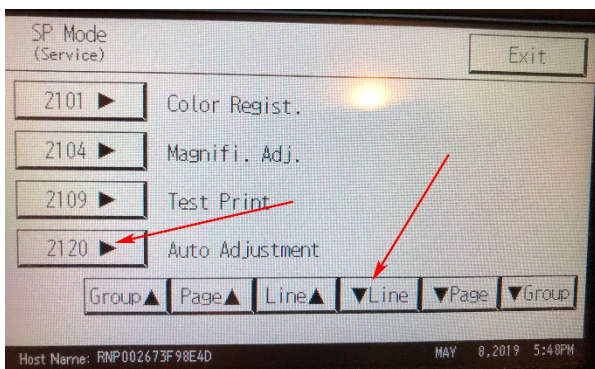 SP Mode
(Service)
Exit
2101 ▶ Color Regist.
2104 ▶ Magnifi. Adj.
2109 ▶ Test Print
2120 ▶ Auto Adjustment
Group▲ Page▲ Line▲ ▼Line ▼Page ▼Group
Host Name: RNP002673F98E4D MAY 8,2019 5:48PM